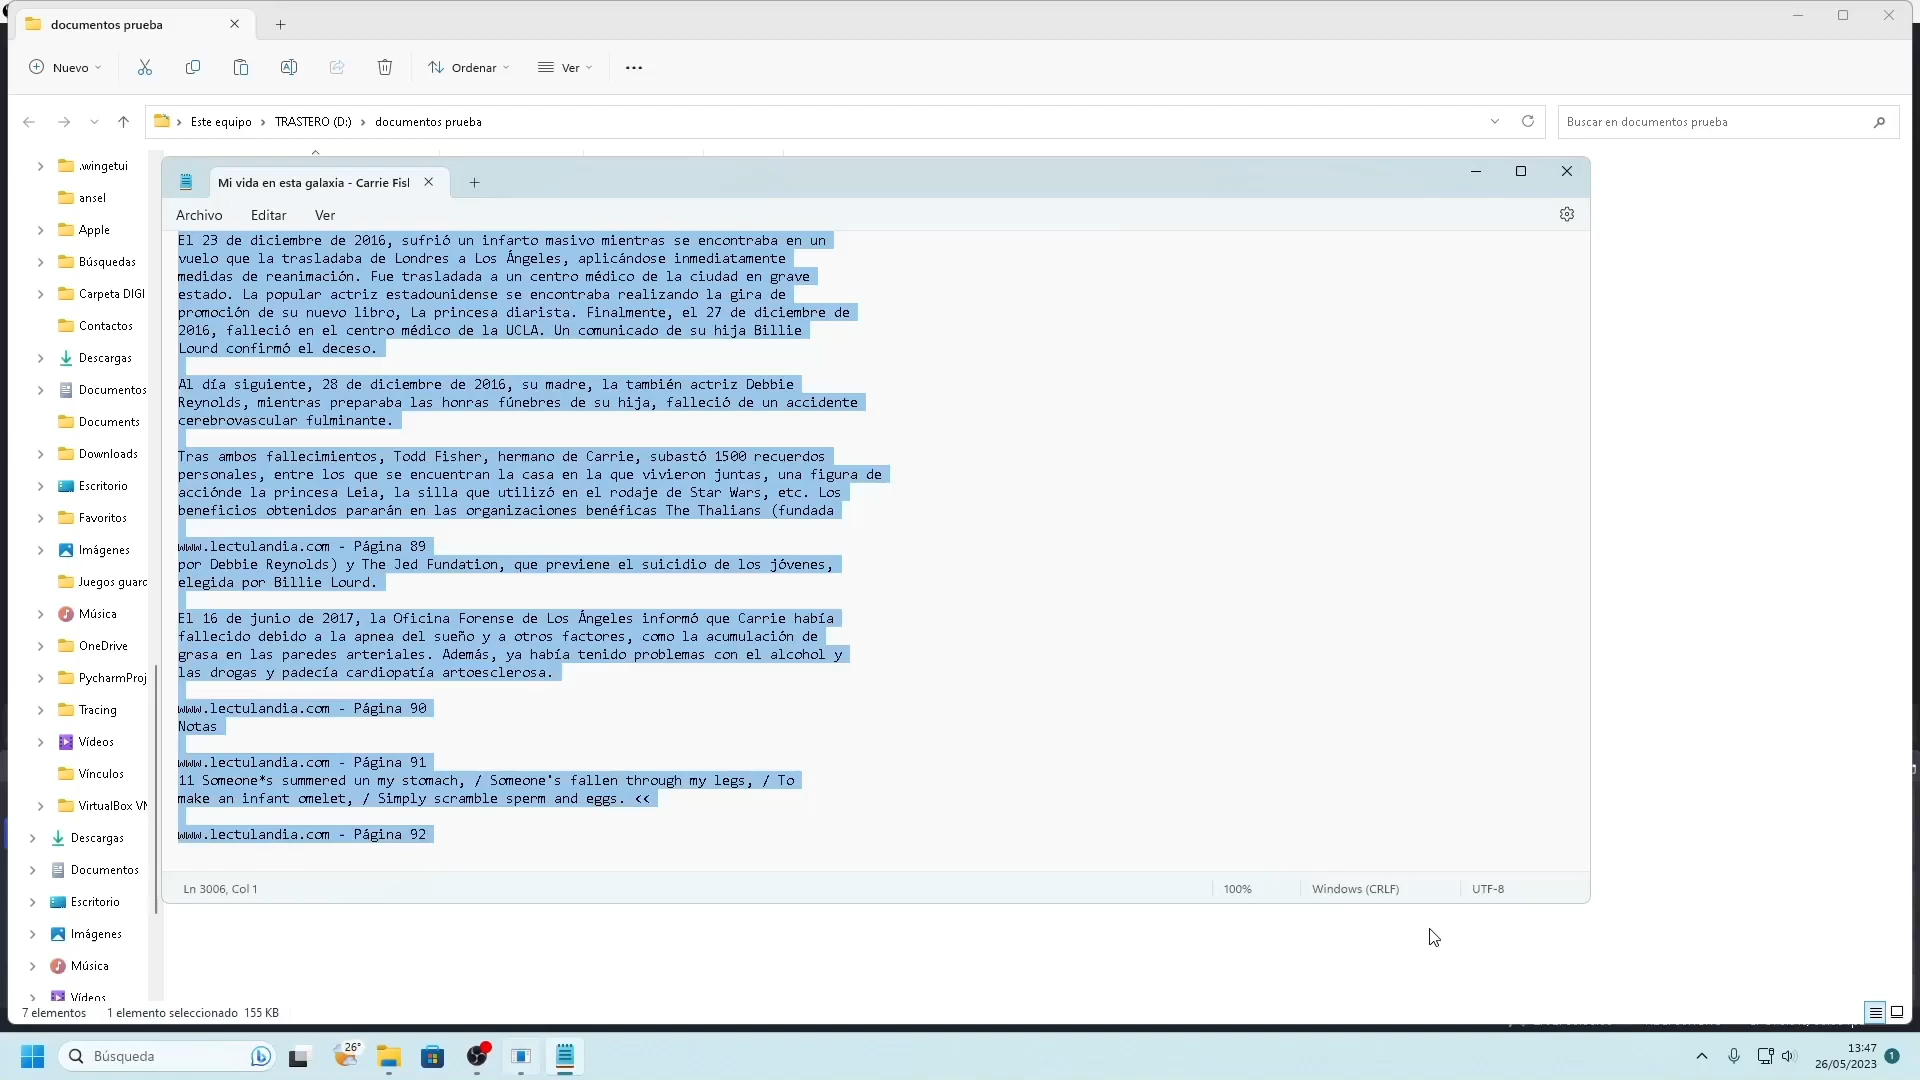 documentos prueba
Nuevo
Ordenar
Ver
Este equipo
TRASTERO (D:)
documentos prueba
Buscar en documentos prueba
.wingetui
ansel
Apple
Búsquedas
Carpeta DIGI
Contactos
Descargas
Documentos
Documents
Downloads
Escritorio
Favoritos
Imágenes
Juegos guarc
Música
OneDrive
PycharmProj
Tracing
Vídeos
Vínculos
VirtualBox VM
Descargas
Documentos
Escritorio
Imágenes
Música
Vídeos
Mi vida en esta galaxia - Carrie Fisl
Archivo
Editar
Ver
El 23 de diciembre de 2016, sufrió un infarto masivo mientras se encontraba en un
vuelo que la trasladaba de Londres a Los Ángeles, aplicándose inmediatamente
medidas de reanimación. Fue trasladada a un centro médico de la ciudad en grave
estado. La popular actriz estadounidense se encontraba realizando la gira de
promoción de su nuevo libro, La princesa diarista. Finalmente, el 27 de diciembre de
2016, falleció en el centro médico de la UCLA. Un comunicado de su hija Billie
Lourd confirmó el deceso.
Al día siguiente, 28 de diciembre de 2016, su madre, la también actriz Debbie
Reynolds, mientras preparaba las honras fúnebres de su hija, falleció de un accidente
cerebrovascular fulminante.
Tras ambos fallecimientos, Todd Fisher, hermano de Carrie, subastó 1500 recuerdos
personales, entre los que se encuentran la casa en la que vivieron juntas, una figura de
acciónde la princesa Leia, la silla que utilizó en el rodaje de Star Wars, etc. Los
beneficios obtenidos pararán en las organizaciones benéficas The Thalians (fundada
www.lectulandia.com - Página 89
por Debbie Reynolds) y The Jed Fundation, que previene el suicidio de los jóvenes,
elegida por Billie Lourd.
El 16 de junio de 2017, la Oficina Forense de Los Ángeles informó que Carrie había
fallecido debido a la apnea del sueño y a otros factores, como la acumulación de
grasa en las paredes arteriales. Además, ya había tenido problemas con el alcohol y
las drogas y padecía cardiopatía artoesclerosa.
www.lectulandia.com - Página 90
Notas
www.lectulandia.com - Página 91
11 Someone*s summered un my stomach, / Someone's fallen through my legs, / To
make an infant omelet, / Simply scramble sperm and eggs. <<
www.lectulandia.com - Página 92
Ln 3006, Col 1
100%
Windows (CRLF)
UTF-8
7 elementos
1 elemento seleccionado 155 KB
Búsqueda
26°
13:47
26/05/2023
1